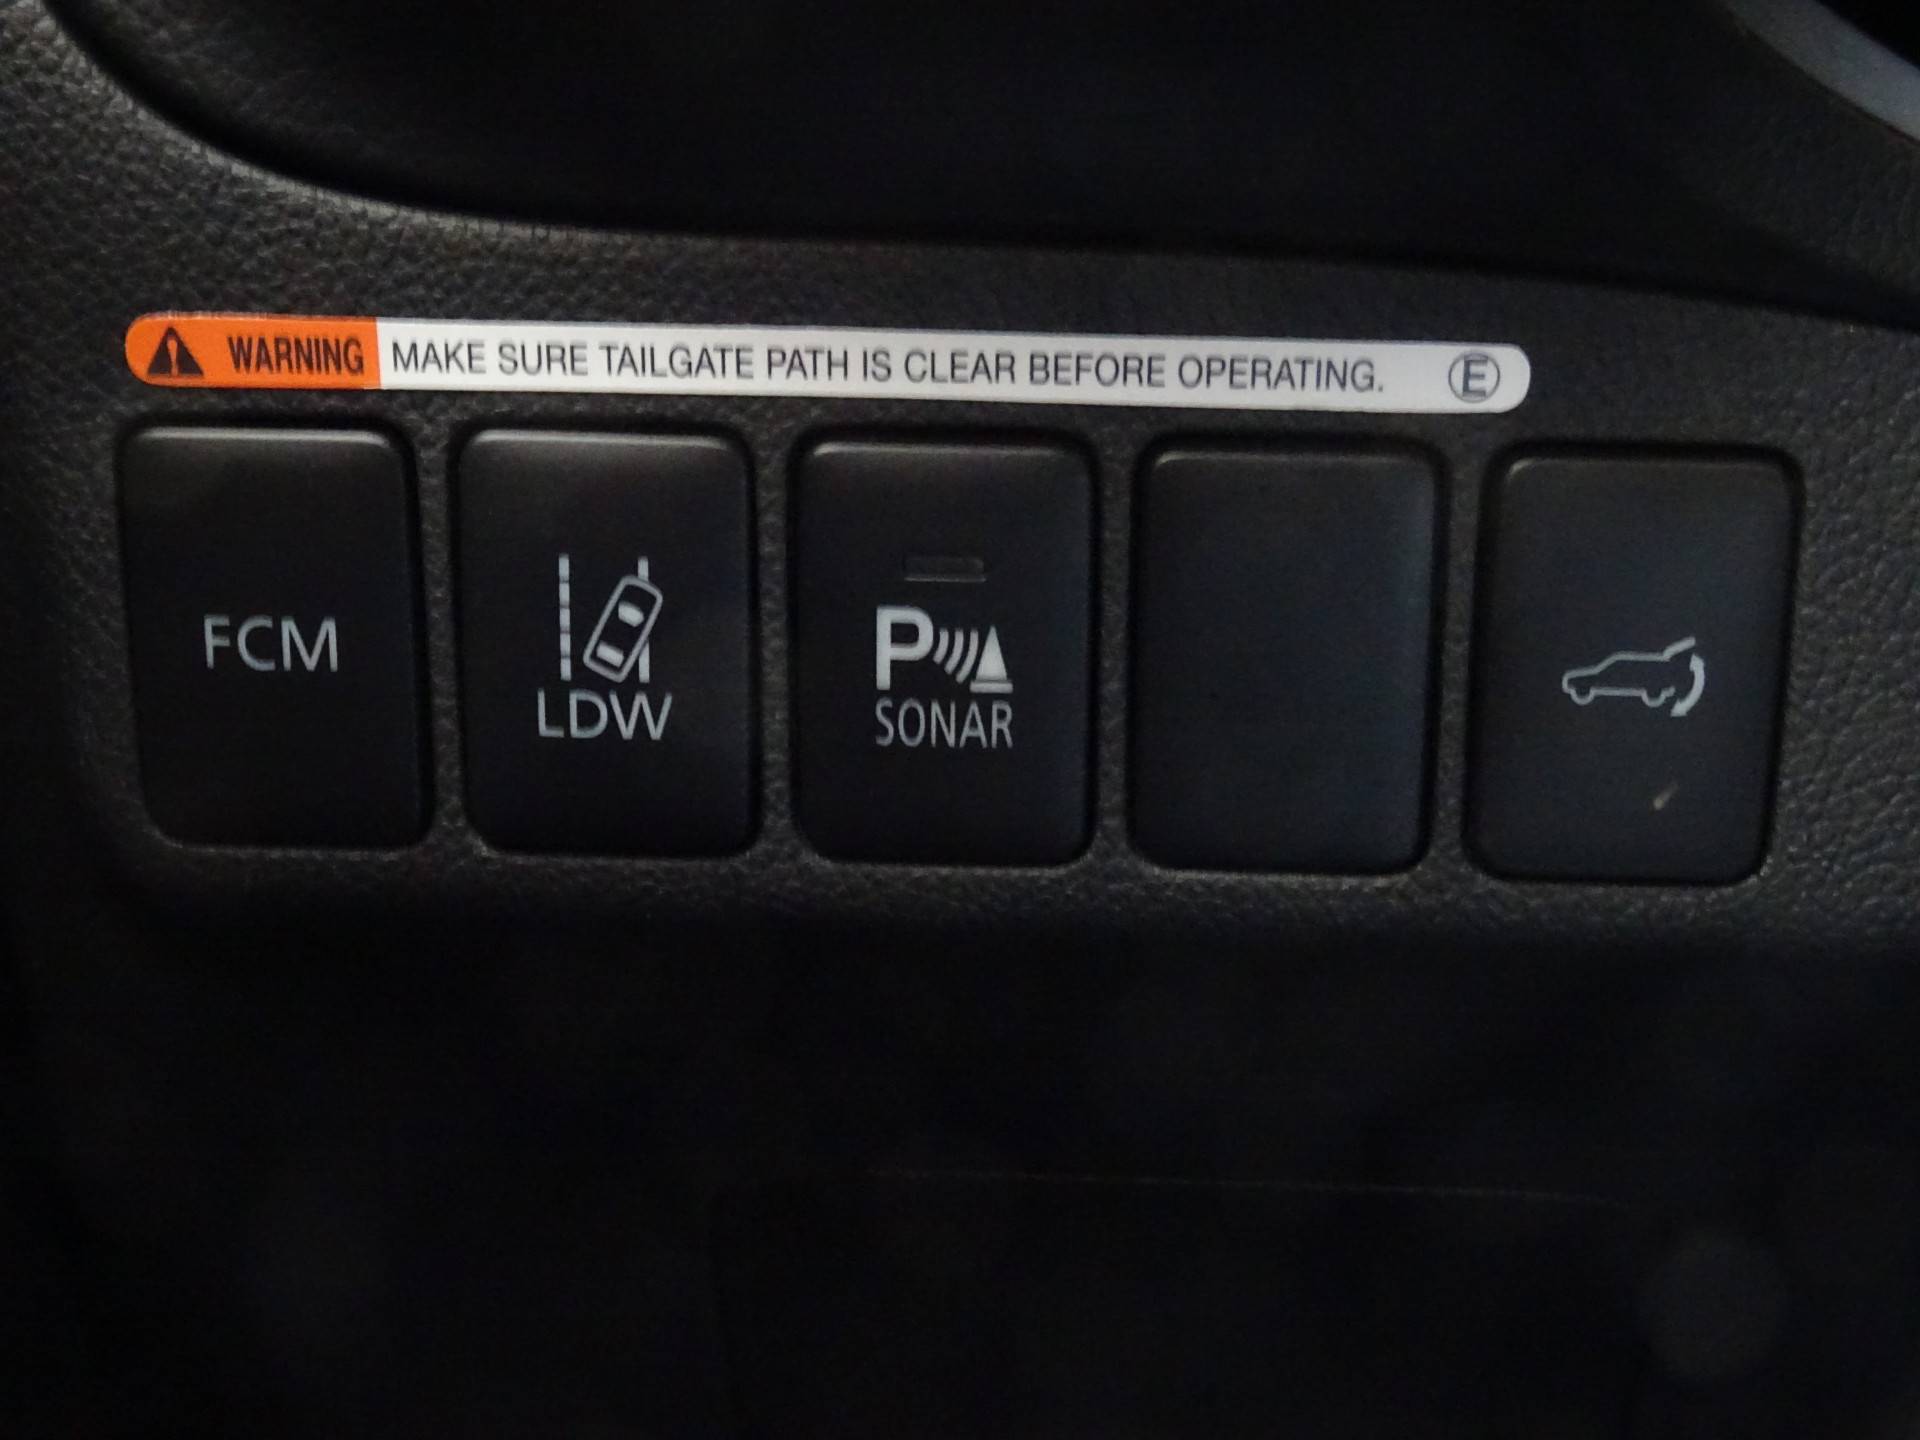 WARNING MAKE SURE TAILGATE PATH IS CLEAR BEFORE OPERATING. E
FCM
LDW
P
SONAR